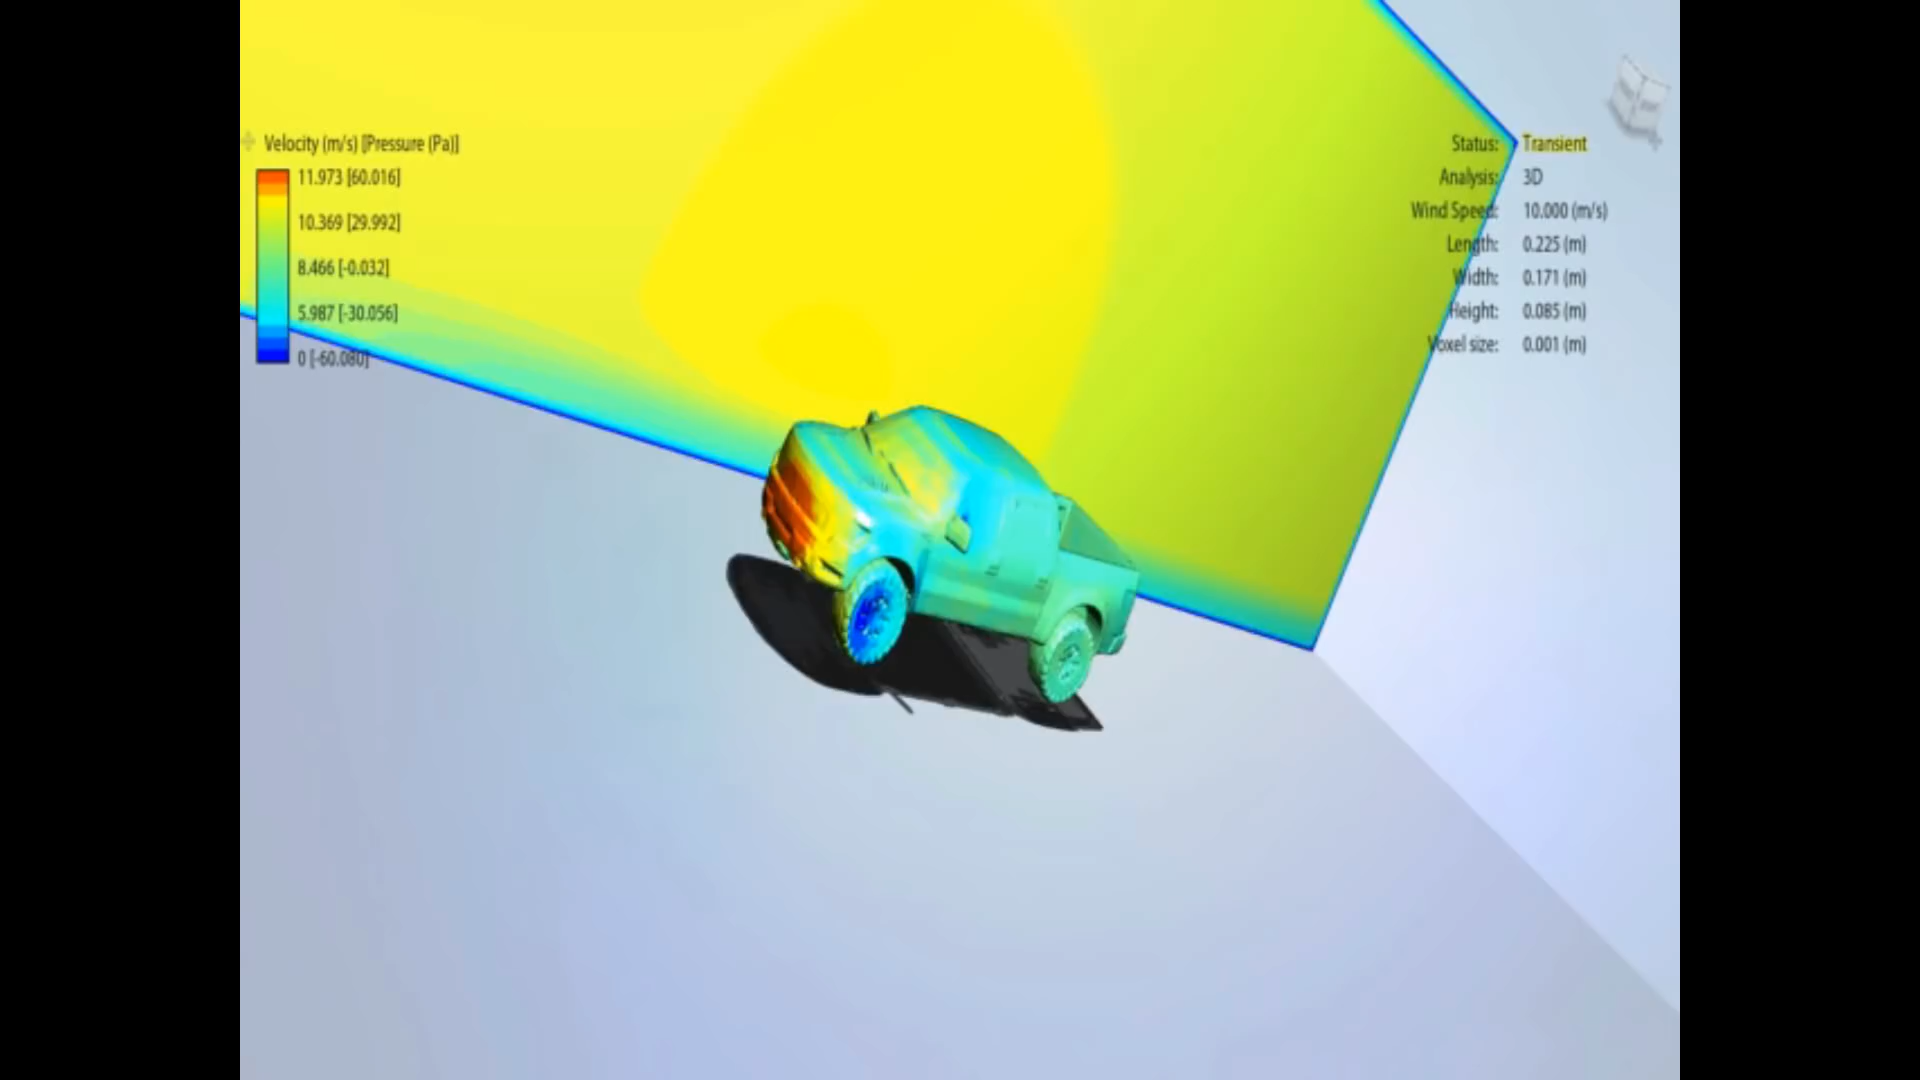 Velocity (m/s) [Pressure (Pa)]
11.973 [60.016]
10.369 [29.992]
8.466 [-0.032]
5.987 [-30.056]
0 [-60.080]
Status: Transient
Analysis: 3D
Wind Speed: 10.000 (m/s)
Length: 0.225 (m)
Width: 0.171 (m)
Height: 0.085 (m)
Voxel size: 0.001 (m)